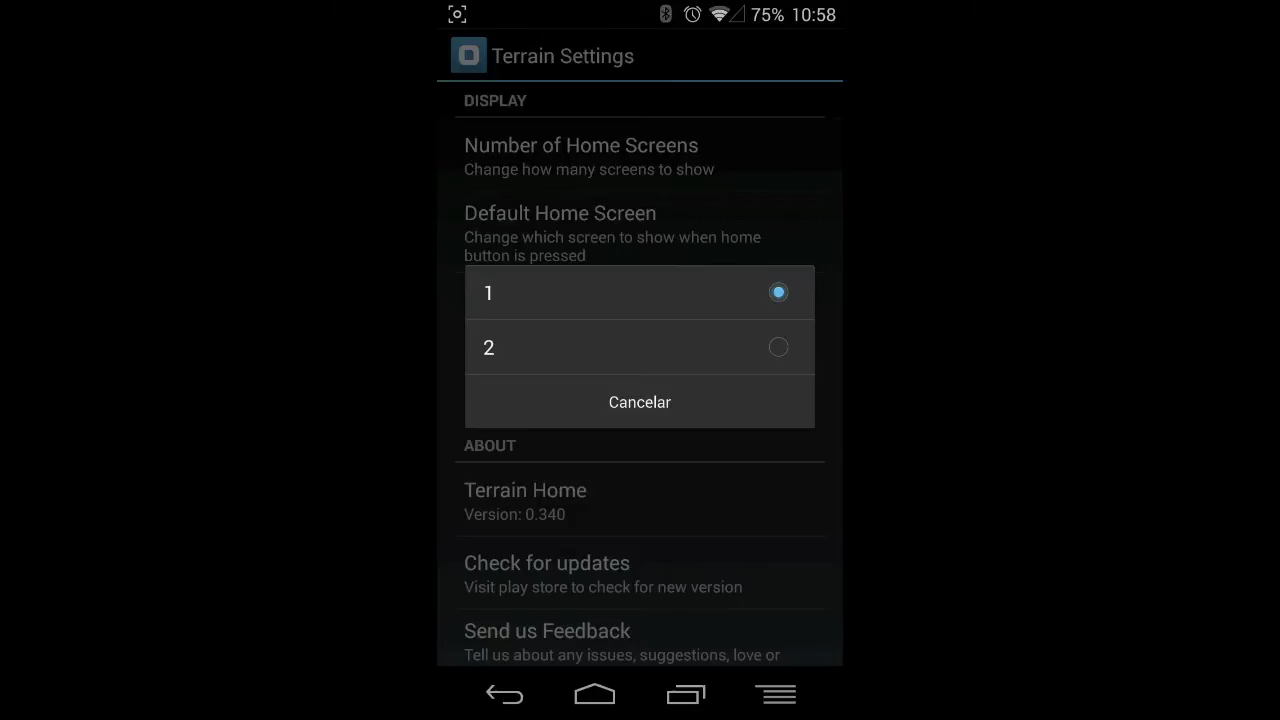 75% 10:58
Terrain Settings
DISPLAY
Number of Home Screens
Change how many screens to show
Default Home Screen
Change which screen to show when home
button is pressed
1
2
Cancelar
ABOUT
Terrain Home
Version: 0.340
Check for updates
Visit play store to check for new version
Send us Feedback
Tell us about any issues, suggestions, love or